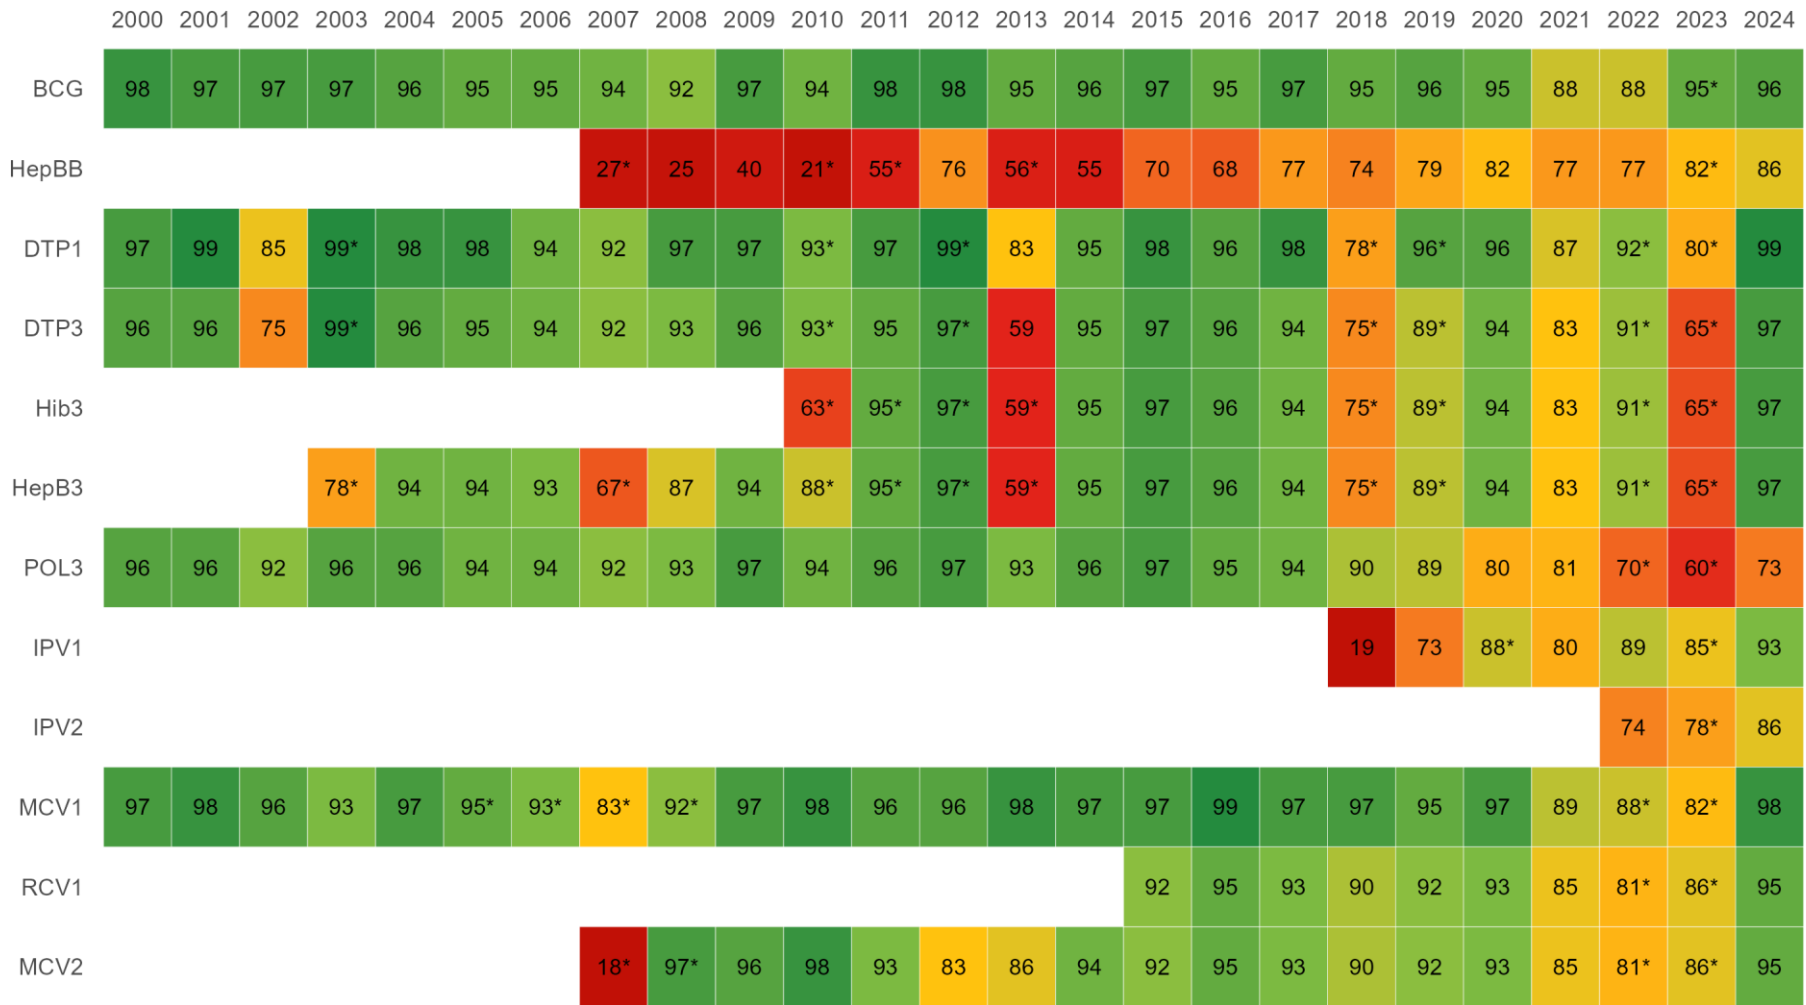 2000 2001 2002 2003 2004 2005 2006 2007 2008 2009 2010 2011 2012 2013 2014 2015 2016 2017 2018 2019 2020 2021 2022 2023 2024
BCG 98 97 97 97 96 95 95 94 92 97 94 98 98 95 96 97 95 97 95 96 95 88 88 95* 96
HepBB 27* 25 40 21* 55* 76 56* 55 70 68 77 74 79 82 77 77 82* 86
DTP1 97 99 85 99* 98 98 94 92 97 97 93* 97 99* 83 95 98 96 98 78* 96* 96 87 92* 80* 99
DTP3 96 96 75 99* 96 95 94 92 93 96 93* 95 97* 59 95 97 96 94 75* 89* 94 83 91* 65* 97
Hib3 63* 95* 97* 59* 95 97 96 94 75* 89* 94 83 91* 65* 97
HepB3 78* 94 94 93 67* 87 94 88* 95* 97* 59* 95 97 96 94 75* 89* 94 83 91* 65* 97
POL3 96 96 92 96 96 94 94 92 93 97 94 96 97 93 96 97 95 94 90 89 80 81 70* 60* 73
IPV1 19 73 88* 80 89 85* 93
IPV2 74 78* 86
MCV1 97 98 96 93 97 95* 93* 83* 92* 97 98 96 96 98 97 97 99 97 97 95 97 89 88* 82* 98
RCV1 92 95 93 90 92 93 85 81* 86* 95
MCV2 18* 97* 96 98 93 83 86 94 92 95 93 90 92 93 85 81* 86* 95